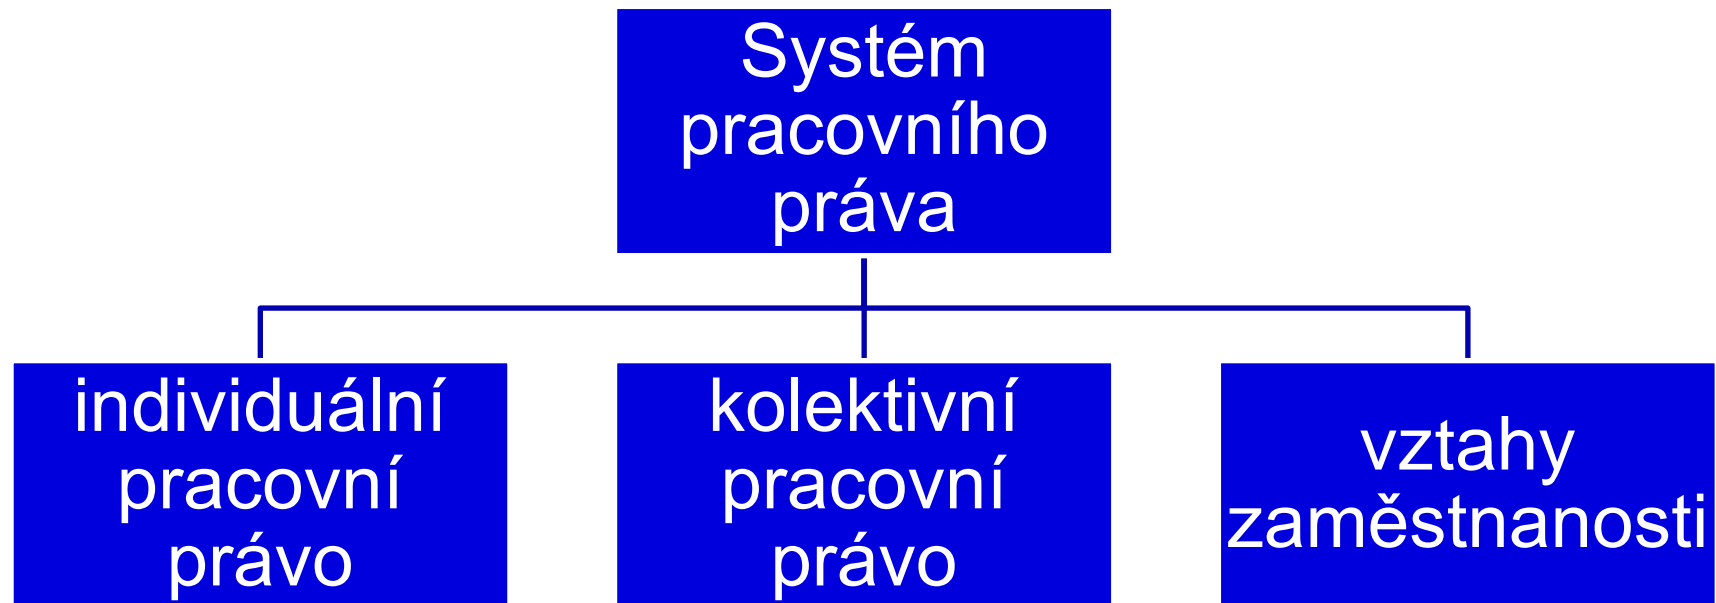 Systém
pracovního
práva
individuální
pracovní
právo
kolektivní
pracovní
právo
vztahy
zaměstnanosti